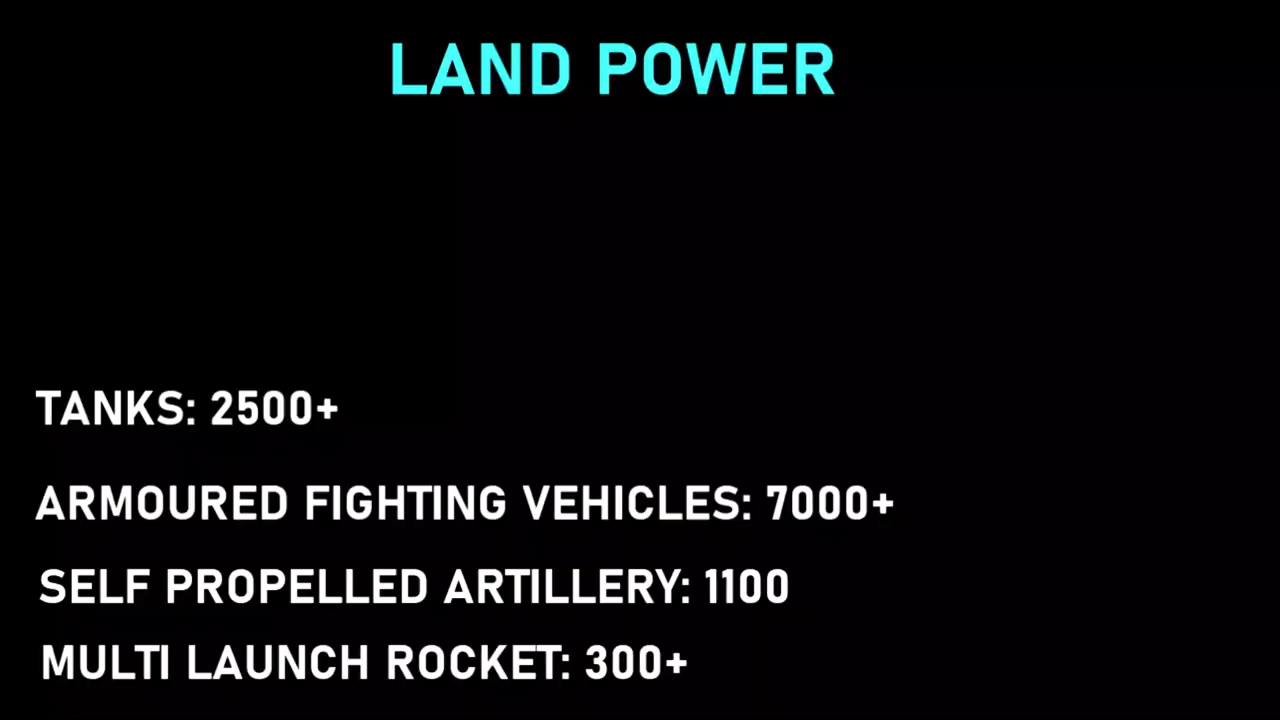 LAND POWER
TANKS: 2500+
ARMOURED FIGHTING VEHICLES: 7000+
SELF PROPELLED ARTILLERY: 1100
MULTI LAUNCH ROCKET: 300+